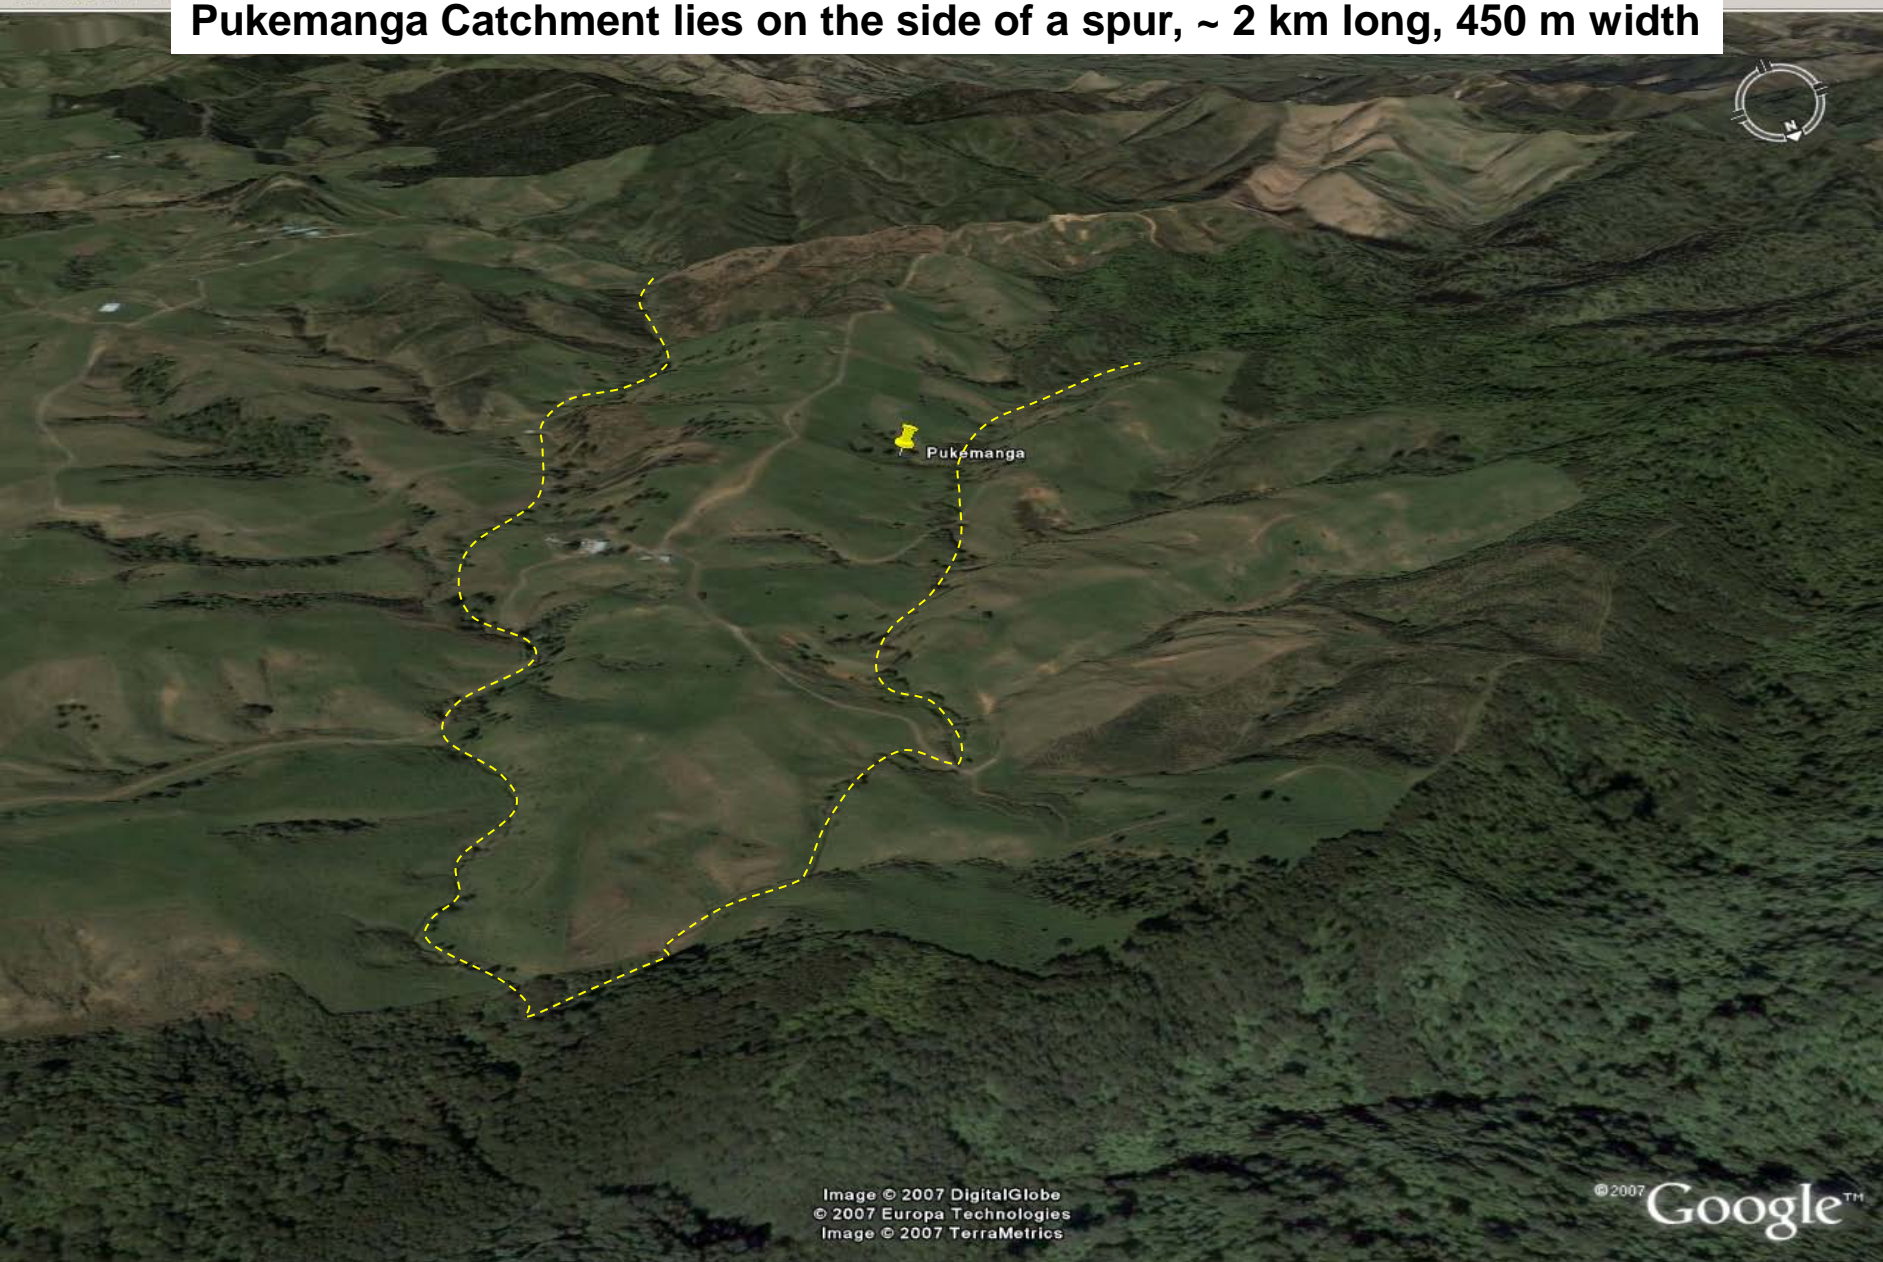 Pukemanga Catchment lies on the side of a spur, ~ 2 km long, 450 m width
N
Pukemanga
Image © 2007 DigitalGlobe
© 2007 Europa Technologies
Image © 2007 TerraMetrics
©2007 Google™